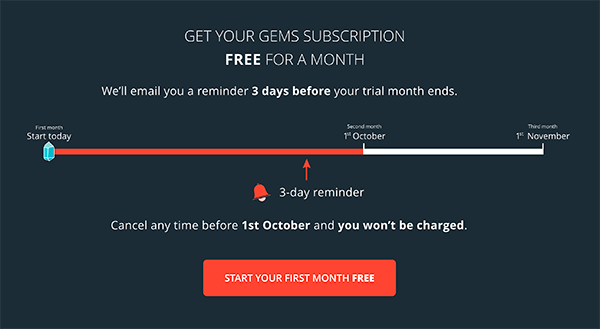 GET YOUR GEMS SUBSCRIPTION
FREE FOR A MONTH
We'll email you a reminder 3 days before your trial month ends.
First month
Start today
Second month
1st October
Third month
1st November
3-day reminder
Cancel any time before 1st October and you won't be charged.
START YOUR FIRST MONTH FREE